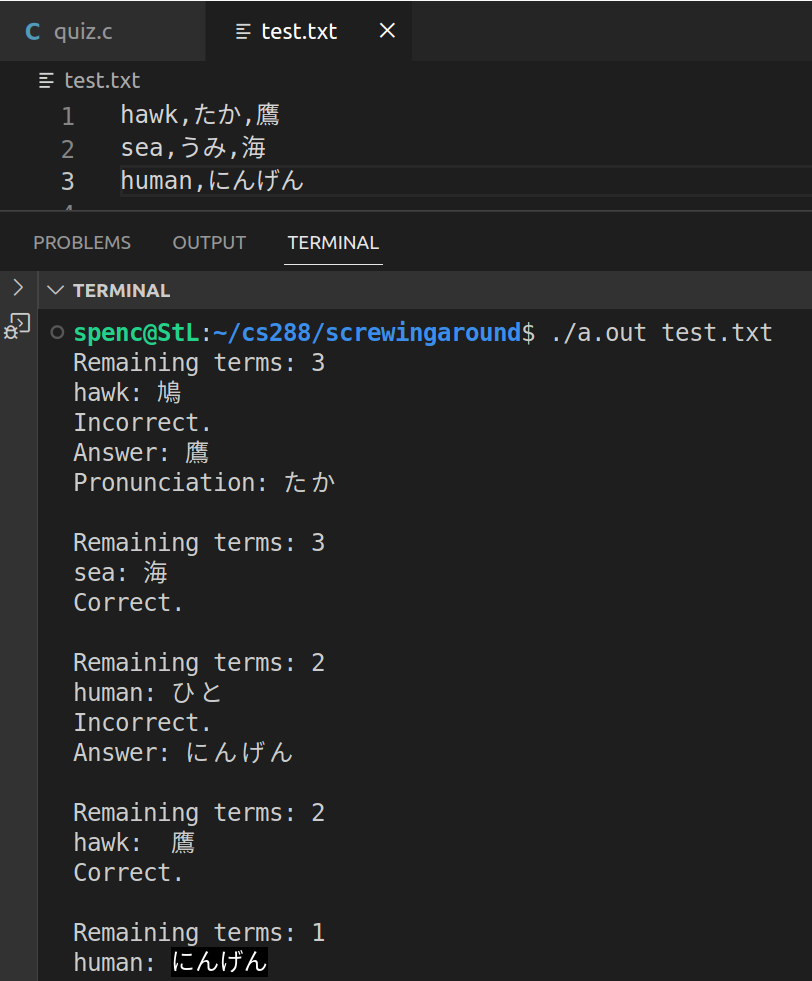 C quiz.c
test.txt ×
test.txt
1 hawk,たか,鷹
2 sea,うみ,海
3 human,にんげん
PROBLEMS OUTPUT TERMINAL
TERMINAL
spenc@StL:~/cs288/screwingaround$ ./a.out test.txt
Remaining terms: 3
hawk: 鳩
Incorrect.
Answer: 鷹
Pronunciation: たか
Remaining terms: 3
sea: 海
Correct.
Remaining terms: 2
human: ひと
Incorrect.
Answer: にんげん
Remaining terms: 2
hawk:  鷹
Correct.
Remaining terms: 1
human: にんげん